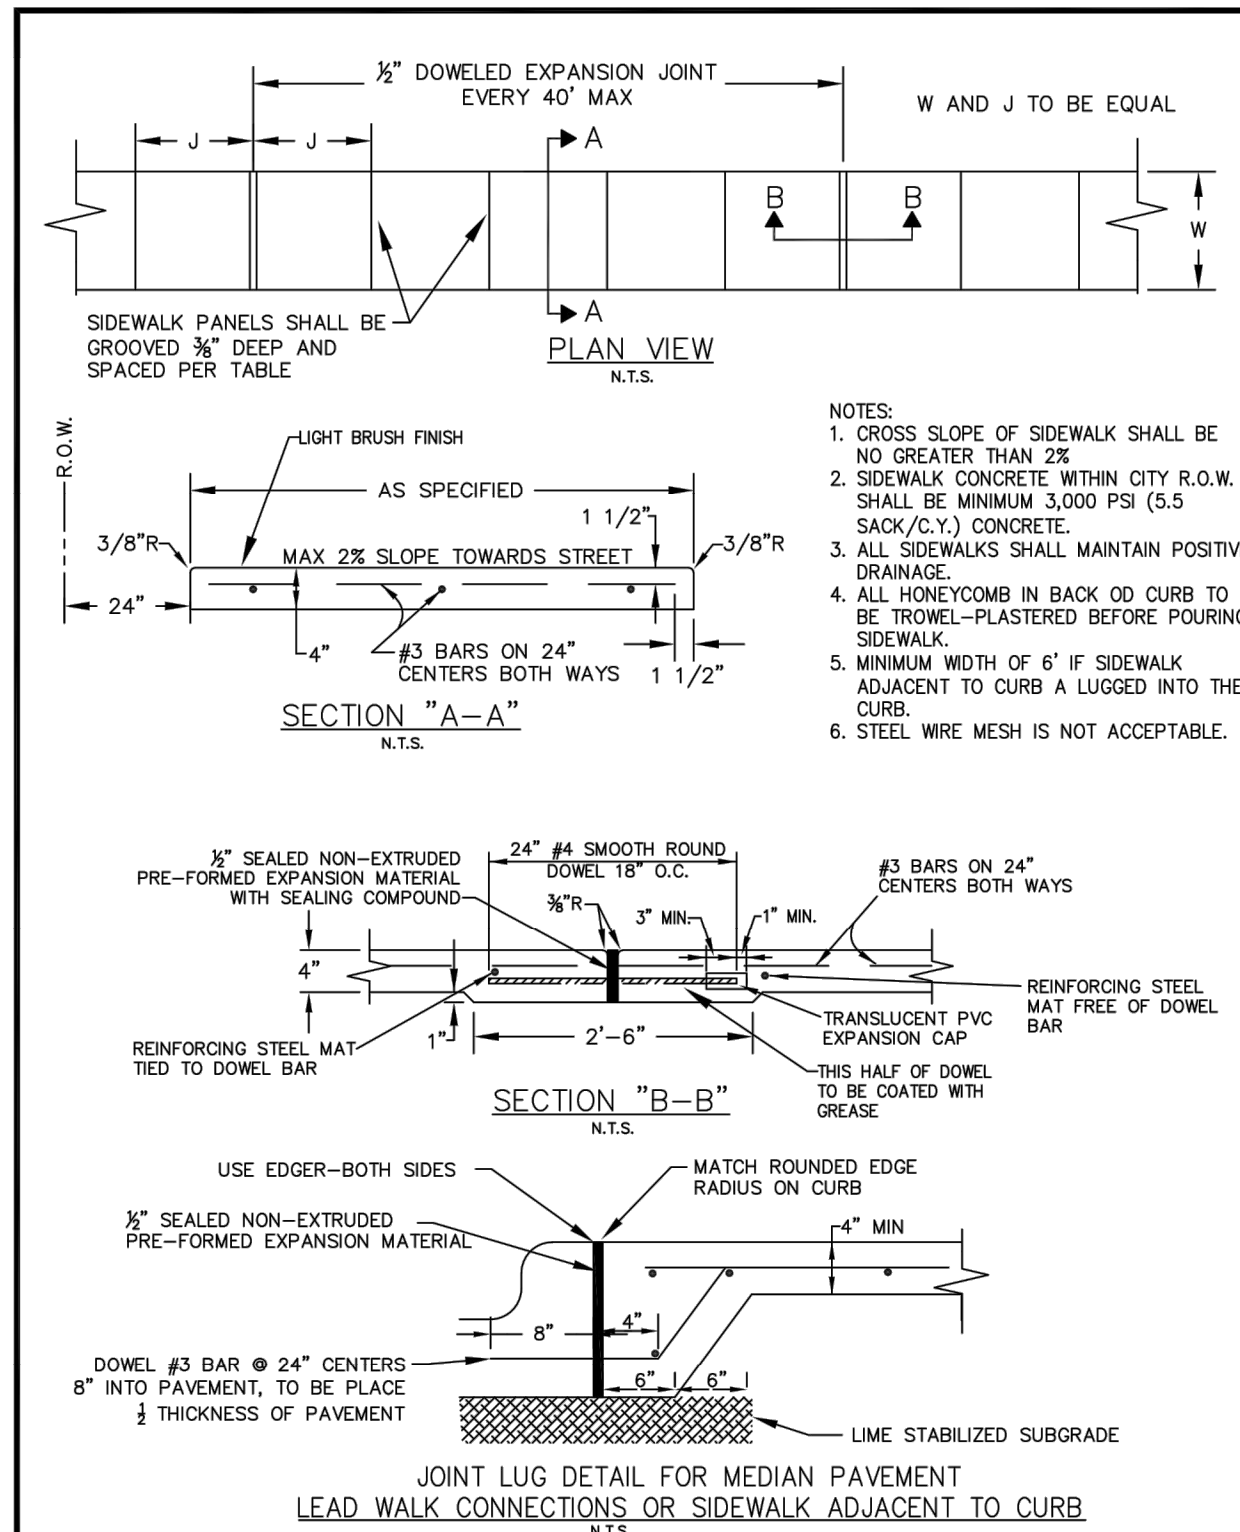 ½" DOWELED EXPANSION JOINT
EVERY 40' MAX
W AND J TO BE EQUAL
J
J
A
B
B
W
A
SIDEWALK PANELS SHALL BE
GROOVED ⅜" DEEP AND
SPACED PER TABLE
PLAN VIEW
N.T.S.
R.O.W.
LIGHT BRUSH FINISH
AS SPECIFIED
1 1/2"
3/8"R
MAX 2% SLOPE TOWARDS STREET
3/8"R
24"
4"
#3 BARS ON 24"
CENTERS BOTH WAYS
1 1/2"
SECTION "A-A"
N.T.S.
NOTES:
1. CROSS SLOPE OF SIDEWALK SHALL BE
NO GREATER THAN 2%
2. SIDEWALK CONCRETE WITHIN CITY R.O.W.
SHALL BE MINIMUM 3,000 PSI (5.5
SACK/C.Y.) CONCRETE.
3. ALL SIDEWALKS SHALL MAINTAIN POSITIV
DRAINAGE.
4. ALL HONEYCOMB IN BACK OD CURB TO
BE TROWEL-PLASTERED BEFORE POURING
SIDEWALK.
5. MINIMUM WIDTH OF 6' IF SIDEWALK
ADJACENT TO CURB A LUGGED INTO THE
CURB.
6. STEEL WIRE MESH IS NOT ACCEPTABLE.
½" SEALED NON-EXTRUDED
PRE-FORMED EXPANSION MATERIAL
WITH SEALING COMPOUND
24" #4 SMOOTH ROUND
DOWEL 18" O.C.
⅜"R
3" MIN.
1" MIN.
#3 BARS ON 24"
CENTERS BOTH WAYS
4"
1"
2'-6"
REINFORCING STEEL MAT
TIED TO DOWEL BAR
TRANSLUCENT PVC
EXPANSION CAP
REINFORCING STEEL
MAT FREE OF DOWEL
BAR
THIS HALF OF DOWEL
TO BE COATED WITH
GREASE
SECTION "B-B"
N.T.S.
USE EDGER-BOTH SIDES
MATCH ROUNDED EDGE
RADIUS ON CURB
½" SEALED NON-EXTRUDED
PRE-FORMED EXPANSION MATERIAL
4" MIN
8"
4"
DOWEL #3 BAR @ 24" CENTERS
8" INTO PAVEMENT, TO BE PLACE
½ THICKNESS OF PAVEMENT
6"
6"
LIME STABILIZED SUBGRADE
JOINT LUG DETAIL FOR MEDIAN PAVEMENT
LEAD WALK CONNECTIONS OR SIDEWALK ADJACENT TO CURB
N.T.S.